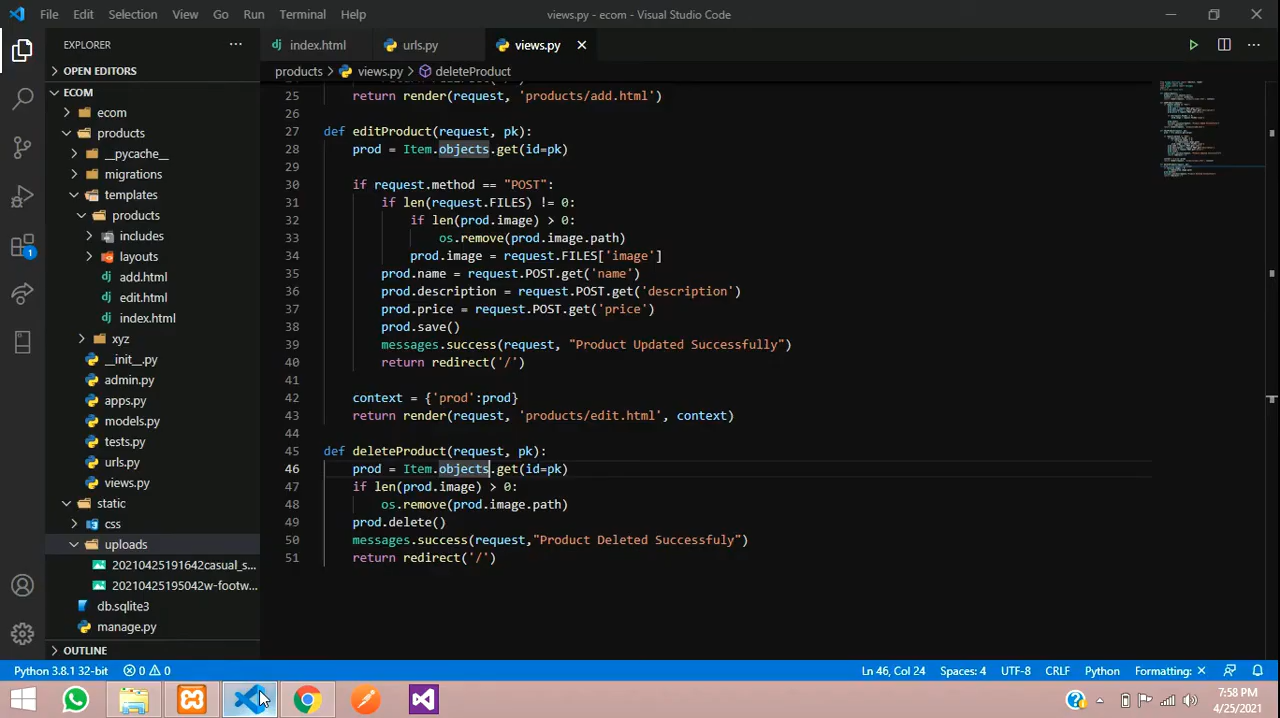 File Edit Selection View Go Run Terminal Help
views.py - ecom - Visual Studio Code
EXPLORER
index.html
urls.py
views.py
OPEN EDITORS
products > views.py > deleteProduct
ECOM
ecom
products
__pycache__
migrations
templates
products
includes
layouts
add.html
edit.html
index.html
xyz
__init__.py
admin.py
apps.py
models.py
tests.py
urls.py
views.py
static
css
uploads
20210425191642casual_s...
20210425195042w-footw...
db.sqlite3
manage.py
OUTLINE
1
25 return render(request, 'products/add.html')
26
27 def editProduct(request, pk):
28 prod = Item.objects.get(id=pk)
29
30 if request.method == "POST":
31 if len(request.FILES) != 0:
32 if len(prod.image) > 0:
33 os.remove(prod.image.path)
34 prod.image = request.FILES['image']
35 prod.name = request.POST.get('name')
36 prod.description = request.POST.get('description')
37 prod.price = request.POST.get('price')
38 prod.save()
39 messages.success(request, "Product Updated Successfully")
40 return redirect('/')
41
42 context = {'prod':prod}
43 return render(request, 'products/edit.html', context)
44
45 def deleteProduct(request, pk):
46 prod = Item.objects.get(id=pk)
47 if len(prod.image) > 0:
48 os.remove(prod.image.path)
49 prod.delete()
50 messages.success(request,"Product Deleted Successfuly")
51 return redirect('/')
Python 3.8.1 32-bit 0 0
Ln 46, Col 24 Spaces: 4 UTF-8 CRLF Python Formatting:
7:58 PM
4/25/2021